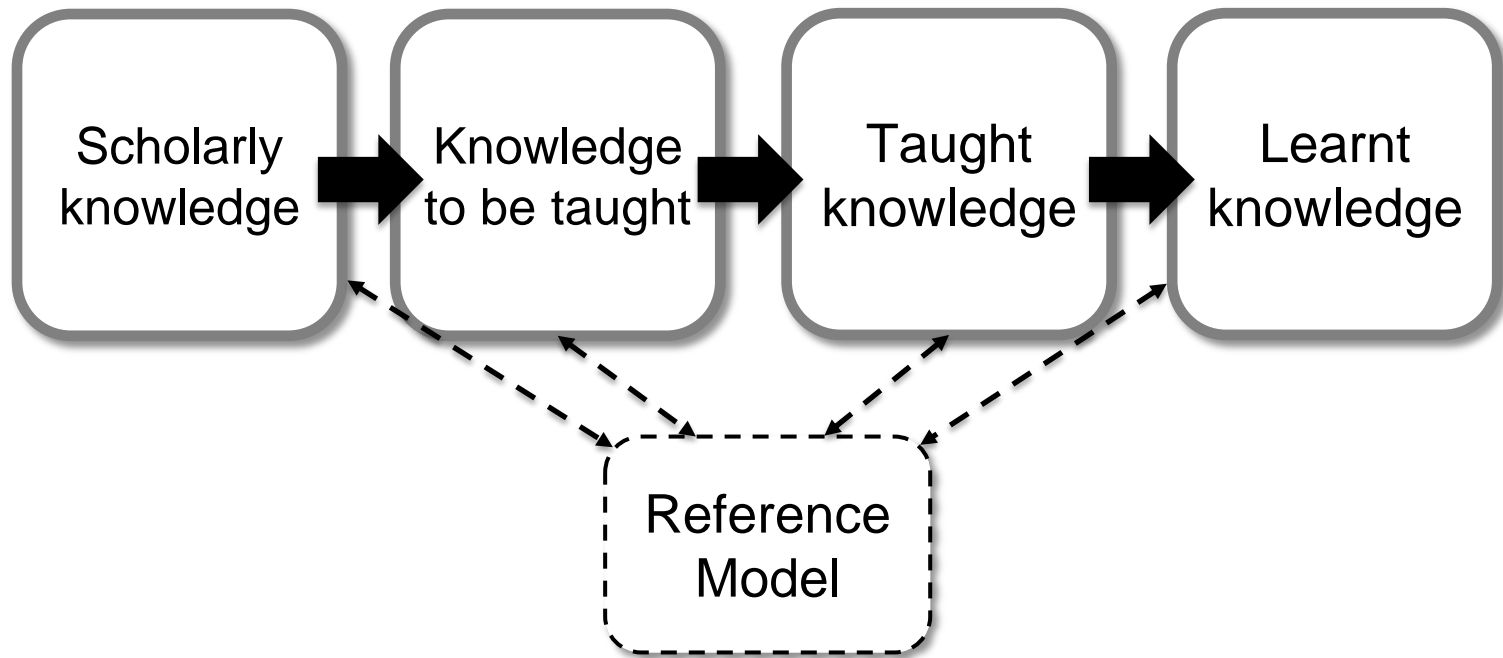 Scholarly
knowledge
Knowledge
to be taught
Taught
knowledge
Learnt
knowledge
Reference
Model